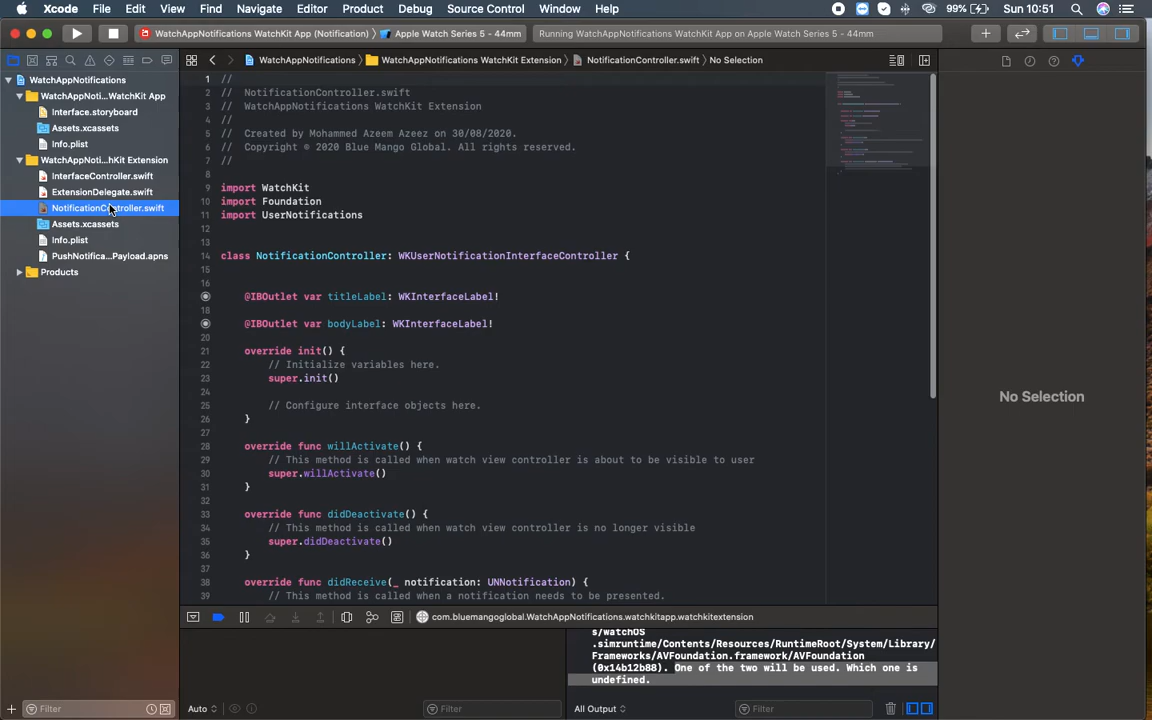 Xcode File Edit View Find Navigate Editor Product Debug Source Control Window Help 99% Sun 10:51
WatchAppNotifications WatchKit App (Notification) Apple Watch Series 5 - 44mm Running WatchAppNotifications WatchKit App on Apple Watch Series 5 - 44mm
WatchAppNotifications WatchAppNotifications WatchKit Extension NotificationController.swift No Selection
WatchAppNotifications
WatchAppNoti...WatchKit App
Interface.storyboard
Assets.xcassets
Info.plist
WatchAppNoti...hKit Extension
InterfaceController.swift
ExtensionDelegate.swift
NotificationController.swift
Assets.xcassets
Info.plist
PushNotifica...Payload.apns
Products
1 //
2 // NotificationController.swift
3 // WatchAppNotifications WatchKit Extension
4 //
5 // Created by Mohammed Azeem Azeez on 30/08/2020.
6 // Copyright © 2020 Blue Mango Global. All rights reserved.
7 //
8
9 import WatchKit
10 import Foundation
11 import UserNotifications
12
13
14 class NotificationController: WKUserNotificationInterfaceController {
15
16
@IBOutlet var titleLabel: WKInterfaceLabel!
18
@IBOutlet var bodyLabel: WKInterfaceLabel!
20
21 override init() {
22 // Initialize variables here.
23 super.init()
24
25 // Configure interface objects here.
26 }
27
28 override func willActivate() {
29 // This method is called when watch view controller is about to be visible to user
30 super.willActivate()
31 }
32
33 override func didDeactivate() {
34 // This method is called when watch view controller is no longer visible
35 super.didDeactivate()
36 }
37
38 override func didReceive(_ notification: UNNotification) {
39 // This method is called when a notification needs to be presented.
No Selection
com.bluemangoglobal.WatchAppNotifications.watchkitapp.watchkitextension
s/watchOS
.simruntime/Contents/Resources/RuntimeRoot/System/Library/
Frameworks/AVFoundation.framework/AVFoundation
(0x14b12b88). One of the two will be used. Which one is
undefined.
Filter Auto Filter All Output Filter